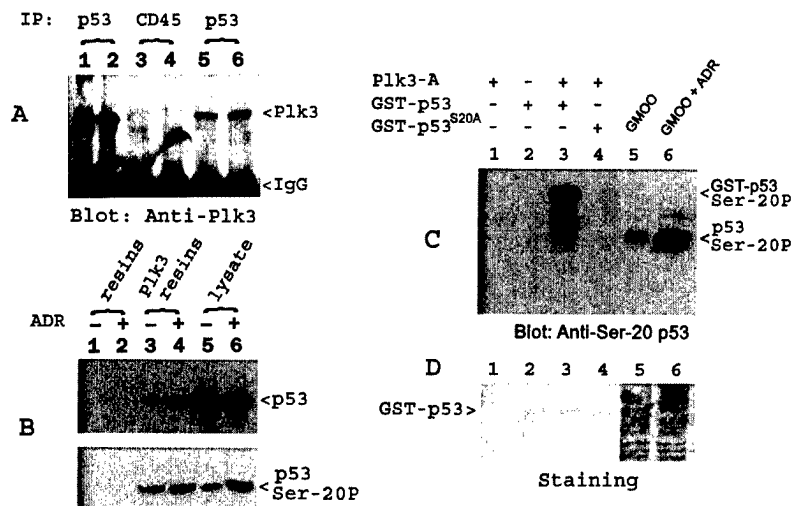 IP: p53 CD45 p53
1 2 3 4 5 6
A
<Plk3
<IgG
Blot: Anti-Plk3
resins plk3 resins lysate
ADR − + − + − +
1 2 3 4 5 6
B
<p53
p53
<Ser-20P
Plk3-A + − + +
GST-p53 − + + −
GST-p53S20A − − − +
GMOO GMOO + ADR
1 2 3 4 5 6
C
<GST-p53
Ser-20P
p53
<Ser-20P
Blot: Anti-Ser-20 p53
D
1 2 3 4 5 6
GST-p53>
Staining